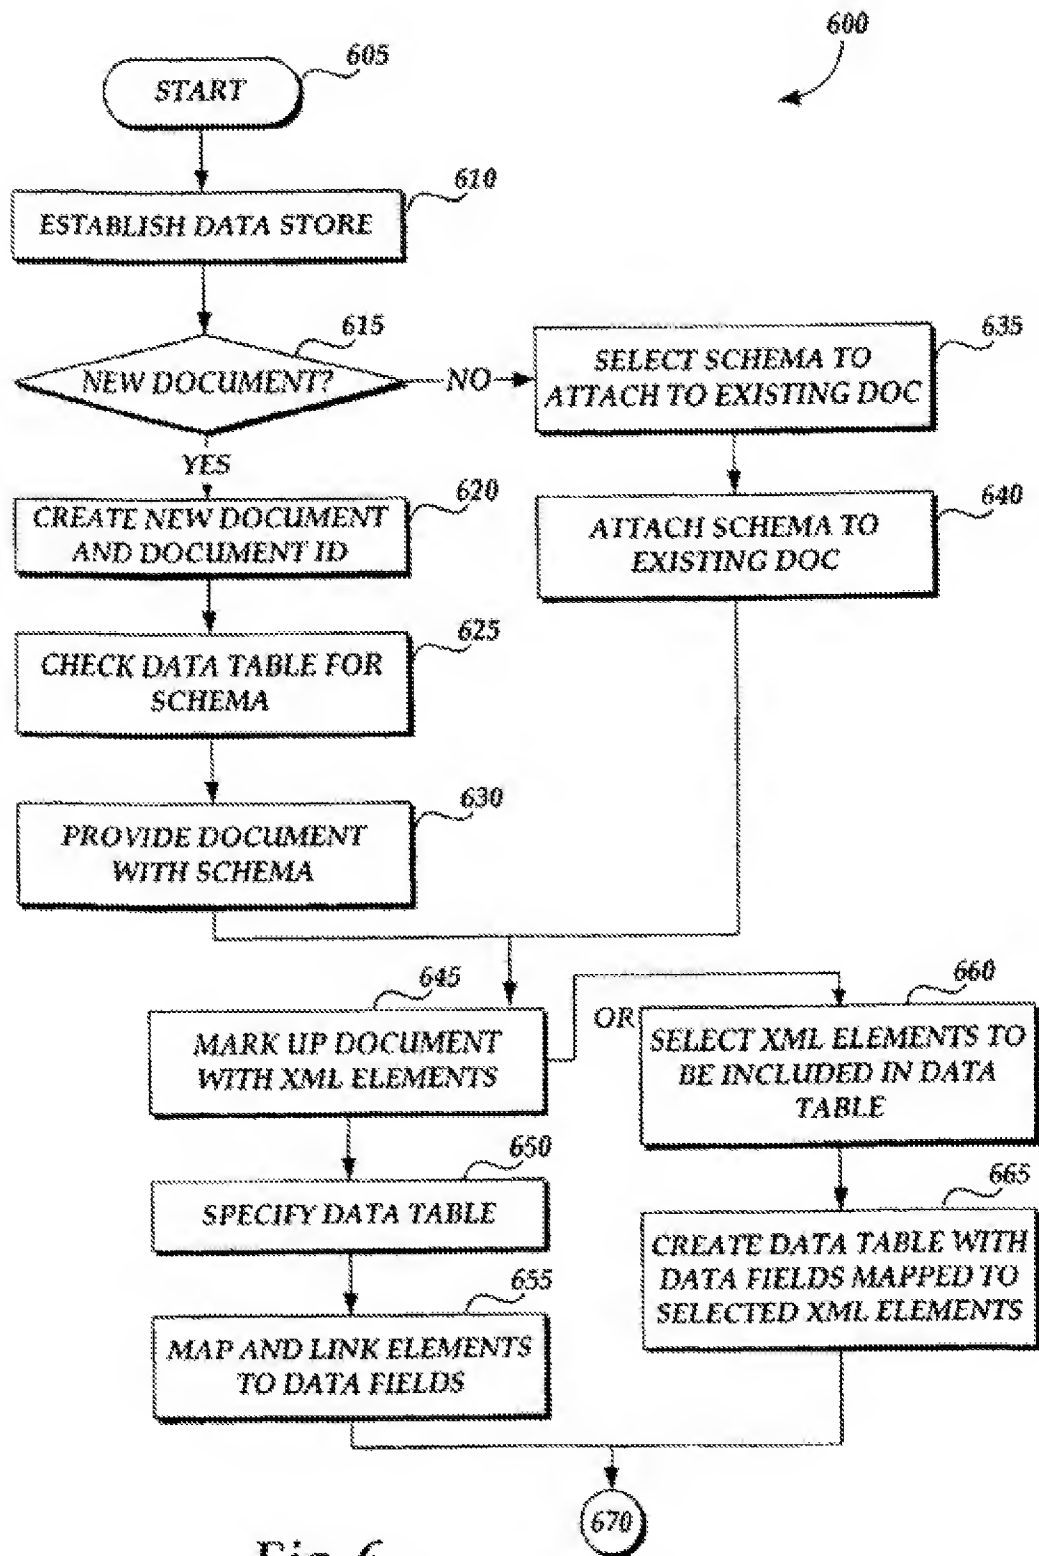 600
605
START
610
ESTABLISH DATA STORE
615
NEW DOCUMENT?
NO
635
SELECT SCHEMA TO
ATTACH TO EXISTING DOC
YES
620
CREATE NEW DOCUMENT
AND DOCUMENT ID
640
ATTACH SCHEMA TO
EXISTING DOC
625
CHECK DATA TABLE FOR
SCHEMA
630
PROVIDE DOCUMENT
WITH SCHEMA
645
MARK UP DOCUMENT
WITH XML ELEMENTS
OR
660
SELECT XML ELEMENTS TO
BE INCLUDED IN DATA
TABLE
650
SPECIFY DATA TABLE
665
CREATE DATA TABLE WITH
DATA FIELDS MAPPED TO
SELECTED XML ELEMENTS
655
MAP AND LINK ELEMENTS
TO DATA FIELDS
670
Fig. 6